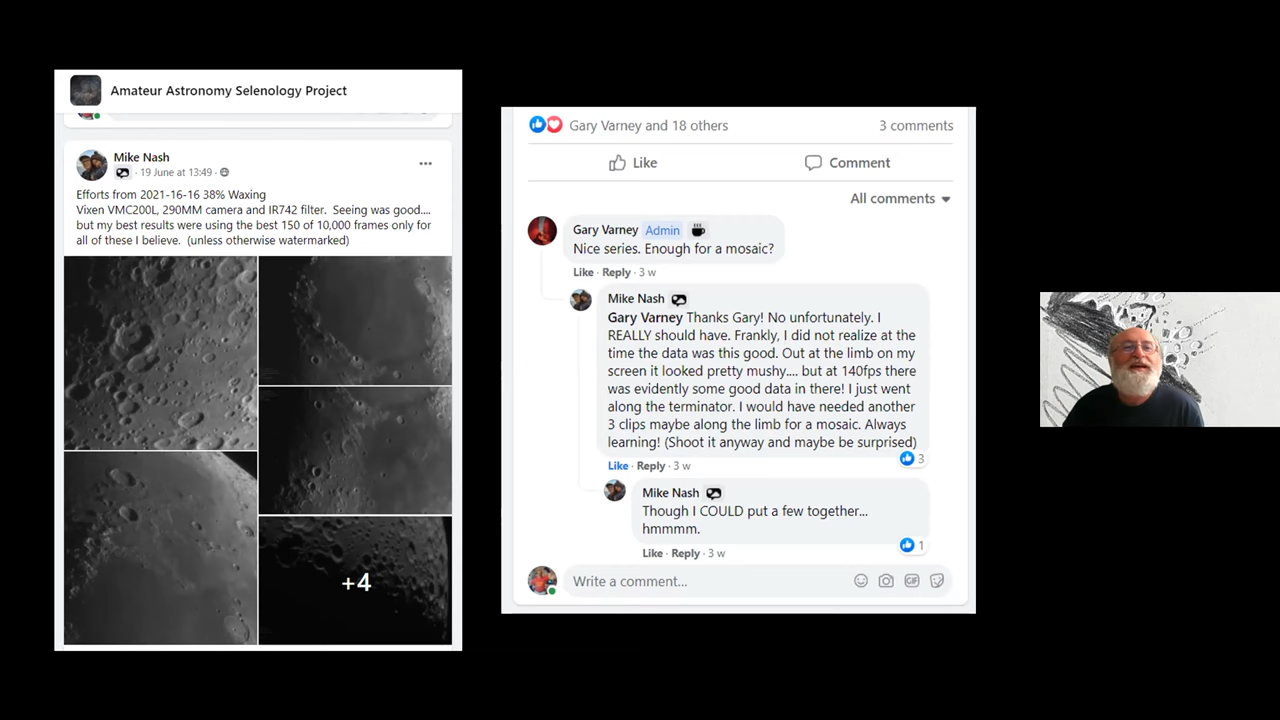 Amateur Astronomy Selenology Project
Mike Nash
· 19 June at 13:49 ·
Efforts from 2021-16-16 38% Waxing
Vixen VMC200L, 290MM camera and IR742 filter. Seeing was good....
but my best results were using the best 150 of 10,000 frames only for
all of these I believe. (unless otherwise watermarked)
+4
Gary Varney and 18 others 3 comments
Like Comment
All comments
Gary Varney Admin
Nice series. Enough for a mosaic?
Like · Reply · 3 w
Mike Nash
Gary Varney Thanks Gary! No unfortunately. I
REALLY should have. Frankly, I did not realize at the
time the data was this good. Out at the limb on my
screen it looked pretty mushy.... but at 140fps there
was evidently some good data in there! I just went
along the terminator. I would have needed another
3 clips maybe along the limb for a mosaic. Always
learning! (Shoot it anyway and maybe be surprised)
Like · Reply · 3 w 3
Mike Nash
Though I COULD put a few together...
hmmmm.
Like · Reply · 3 w 1
Write a comment... GIF